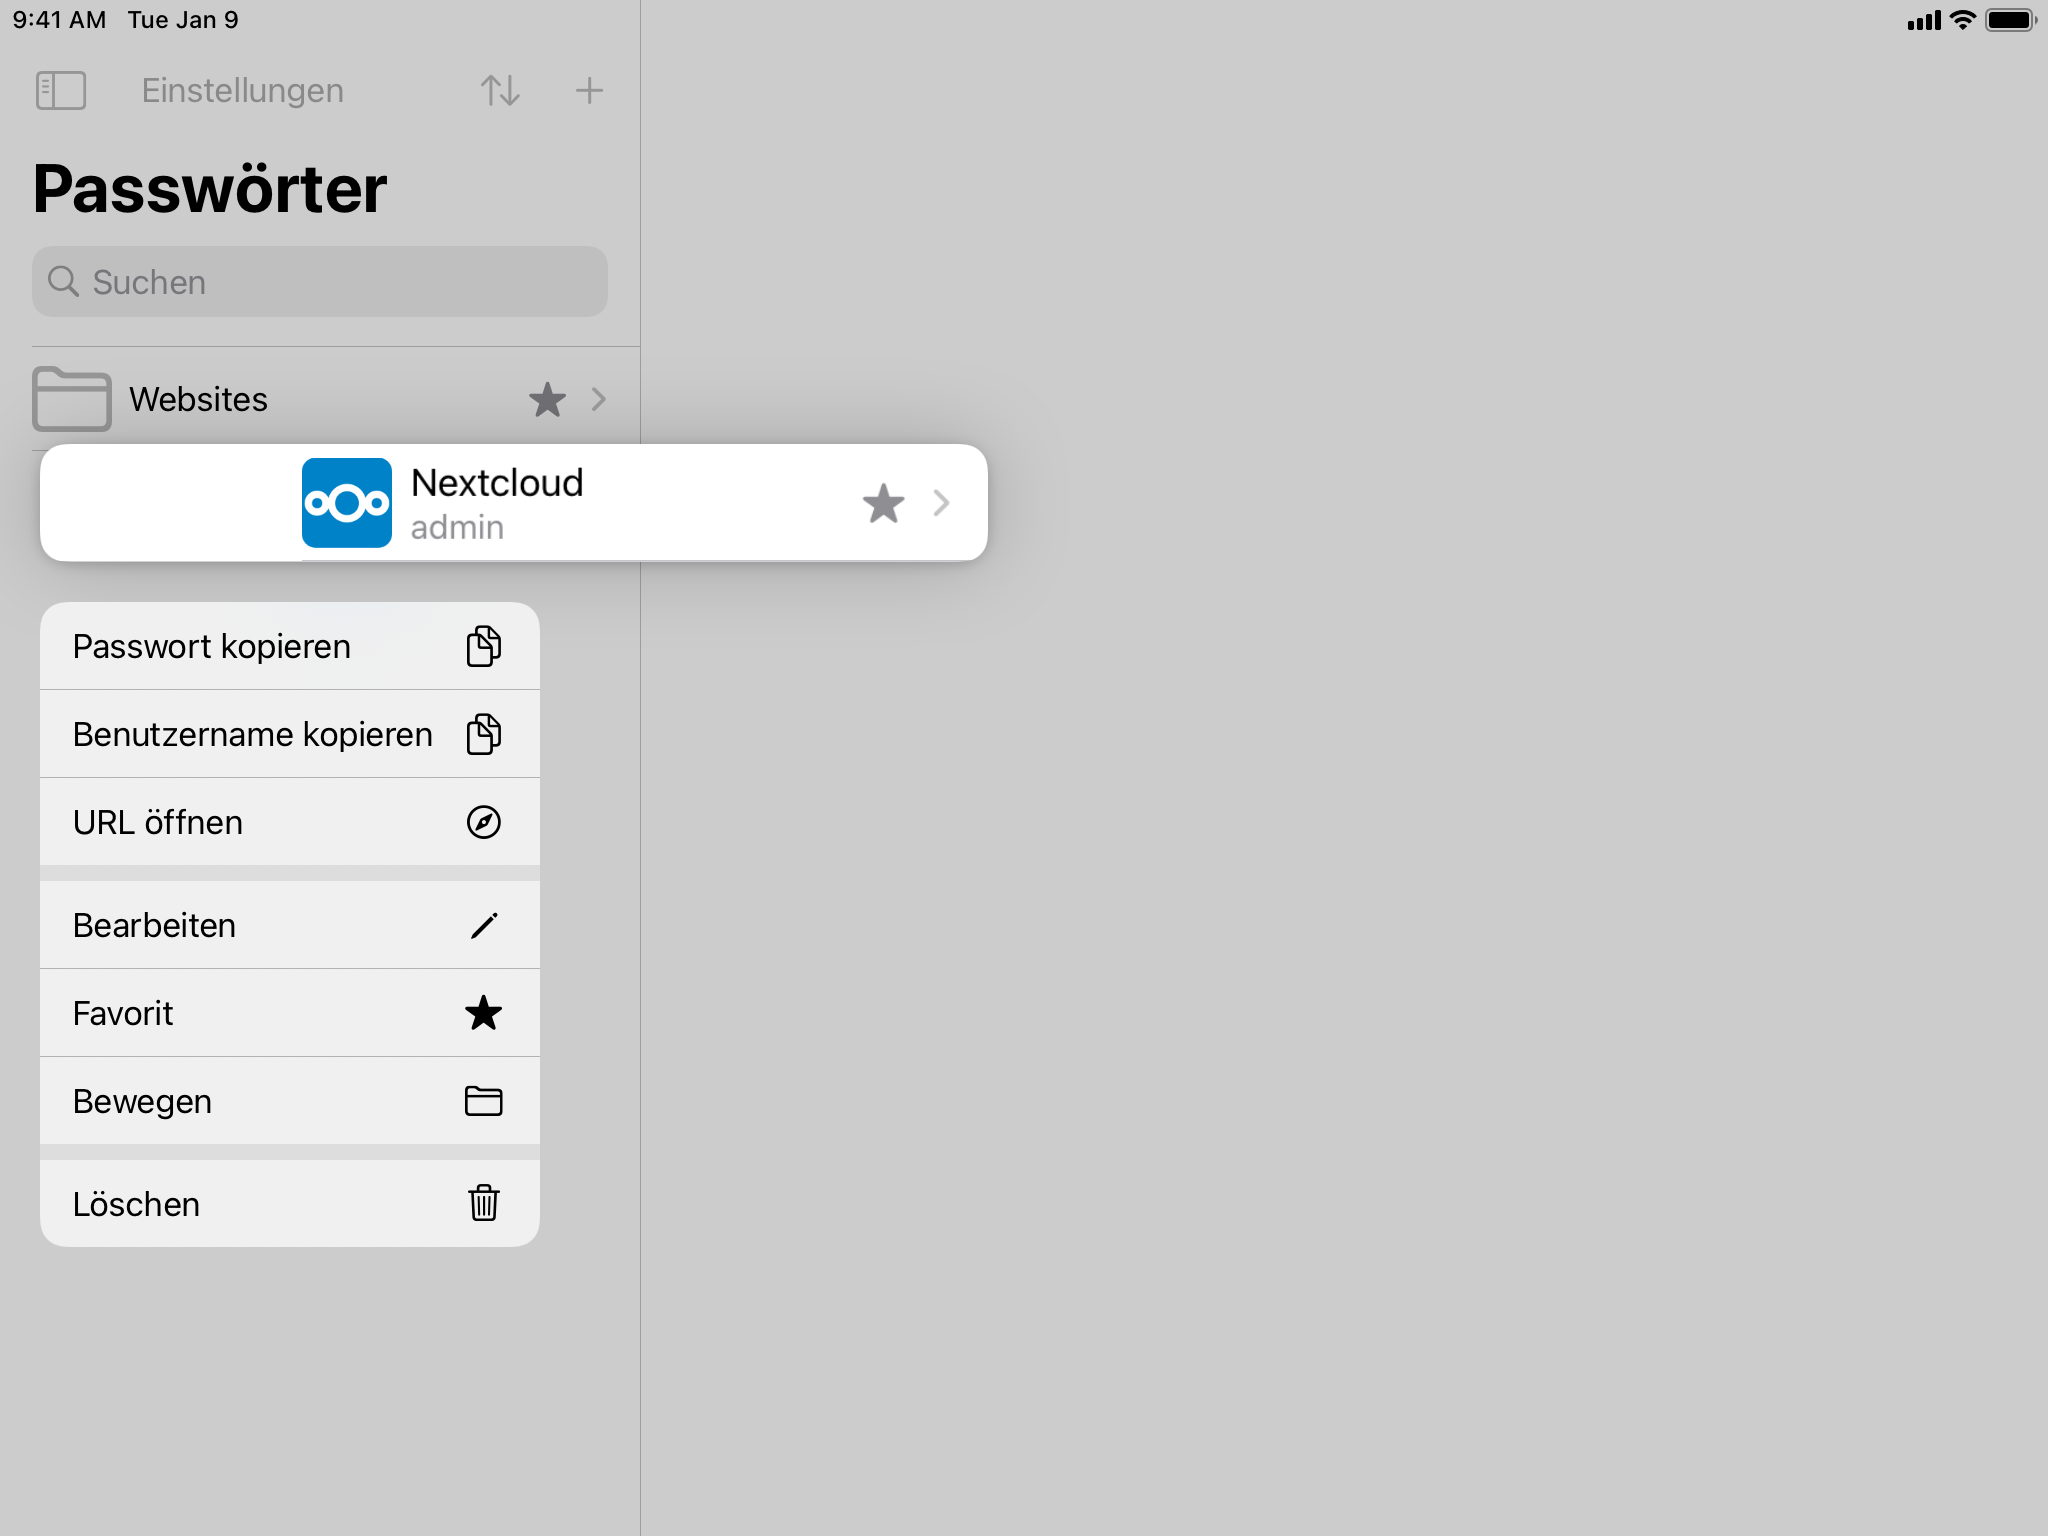 9:41 AM Tue Jan 9
Einstellungen
Passwörter
Suchen
Websites
Nextcloud
admin
Passwort kopieren
Benutzername kopieren
URL öffnen
Bearbeiten
Favorit
Bewegen
Löschen